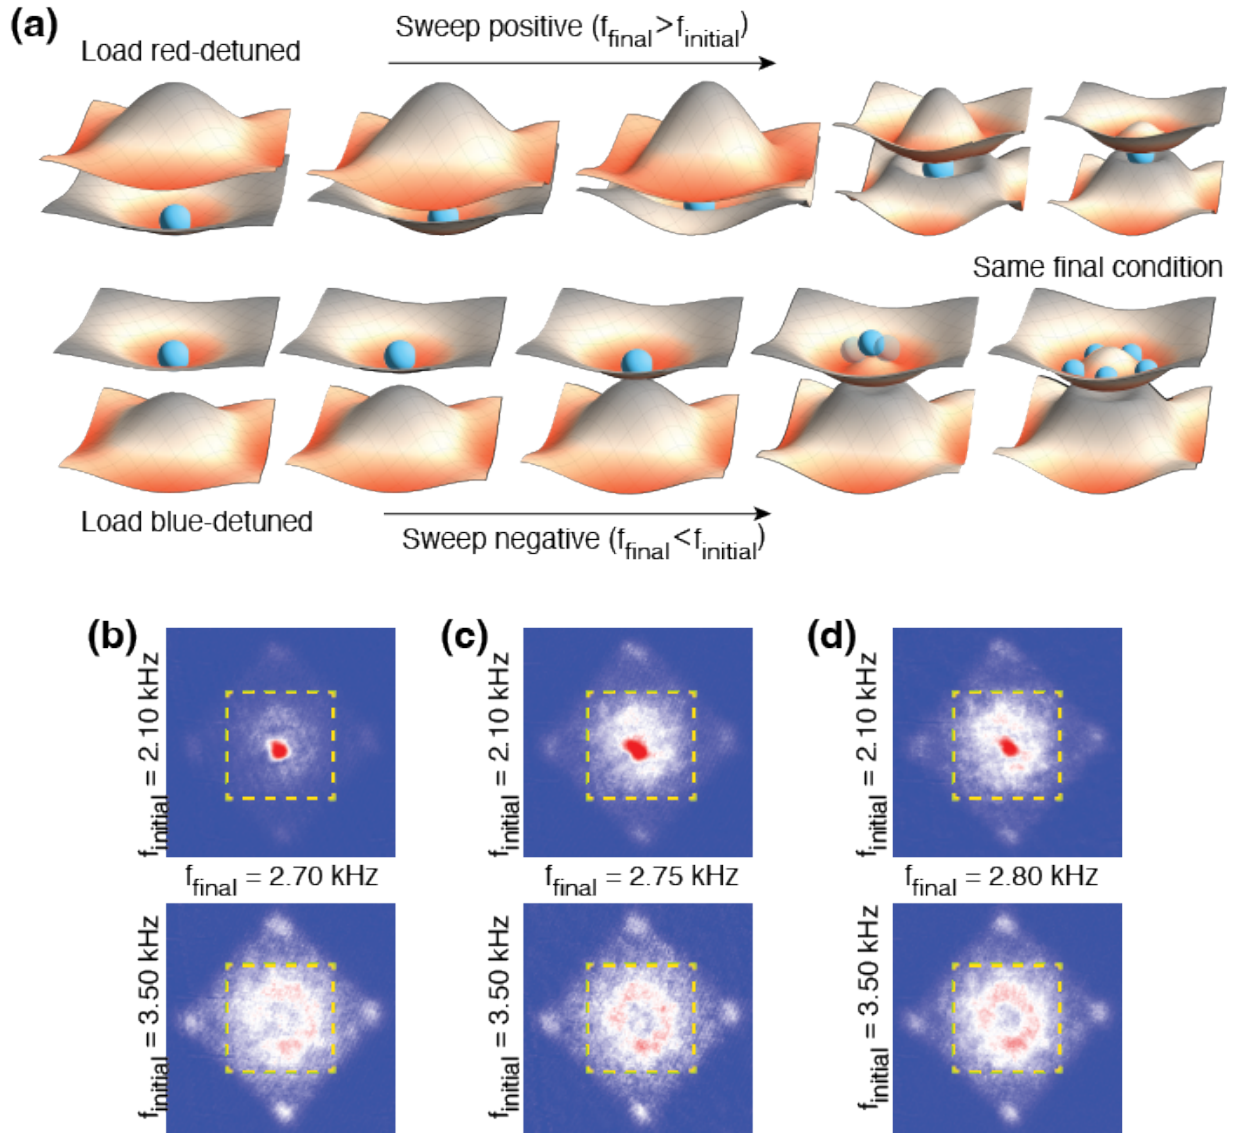 (a)
Sweep positive (f_final>f_initial)
Load red-detuned
Same final condition
Load blue-detuned
Sweep negative (f_final<f_initial)
(b)
(c)
(d)
f_initial = 2.10 kHz
f_initial = 2.10 kHz
f_initial = 2.10 kHz
f_final = 2.70 kHz
f_final = 2.75 kHz
f_final = 2.80 kHz
f_initial = 3.50 kHz
f_initial = 3.50 kHz
f_initial = 3.50 kHz